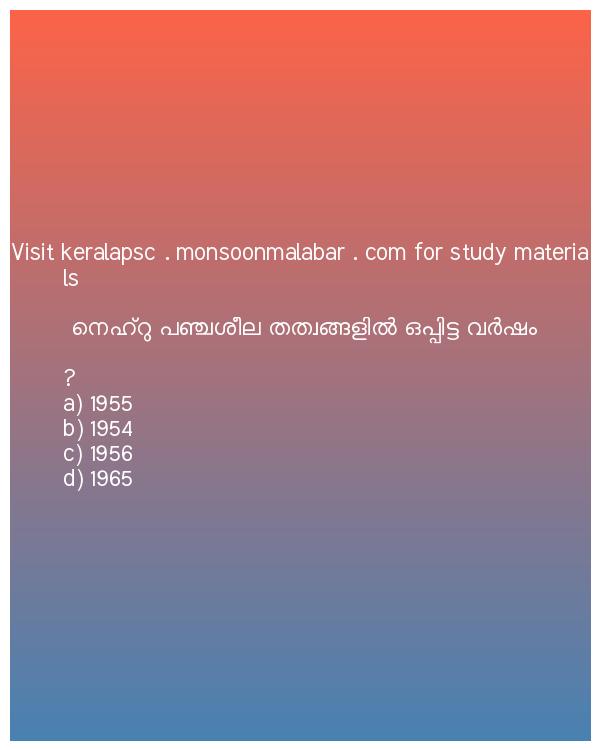 Visit keralapsc . monsoonmalabar . com for study materia
ls
നെഹ്റു പഞ്ചശീല തത്വങ്ങളിൽ ഒപ്പിട്ട വർഷം
?
a) 1955
b) 1954
c) 1956
d) 1965